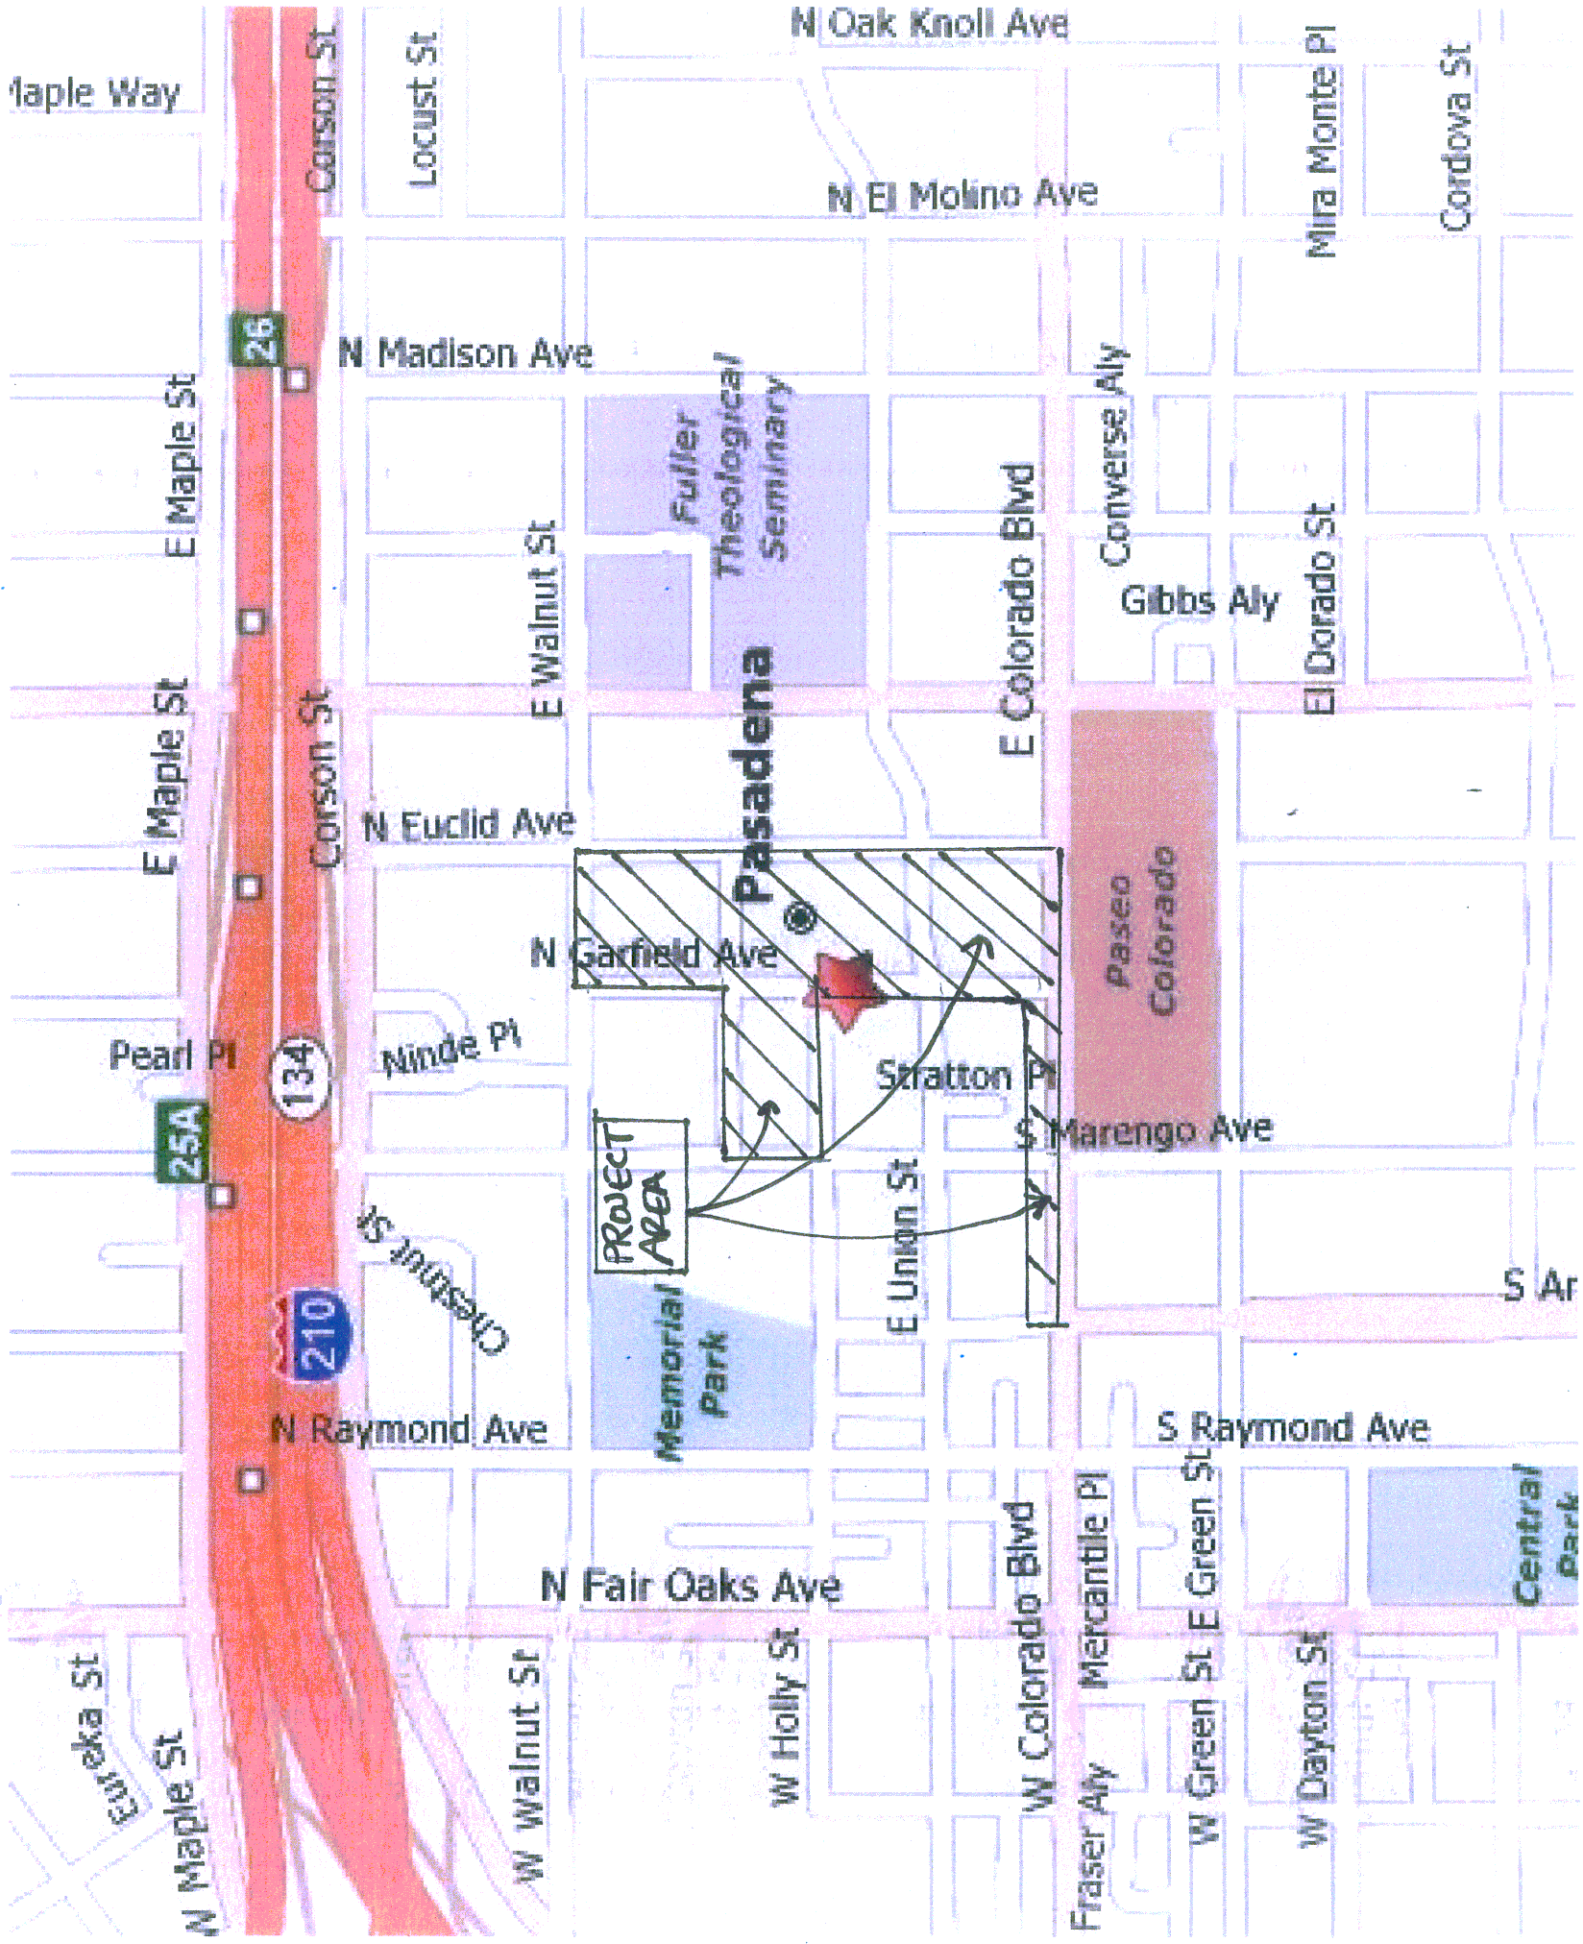 N Oak Knoll Ave
Corson St
Locust St
Maple Way
Mira Monte Pl
Cordova St
N El Molino Ave
26
N Madison Ave
E Maple St
Fuller
Theological
Seminary
Converse Aly
E Walnut St
E Colorado Blvd
Gibbs Aly
El Dorado St
E Maple St
Corson St
Pasadena
N Euclid Ave
Paseo
Colorado
N Garfield Ave
Pearl Pl
134
Ninde Pl
Stratton Pl
25A
PROJECT
AREA
S Marengo Ave
Chestnut St
E Union St
210
Memorial
Park
S Ar
N Raymond Ave
S Raymond Ave
N Fair Oaks Ave
W Colorado Blvd
Mercantile Pl
E Green St
Central
Park
Eureka St
W Maple St
W Walnut St
W Holly St
Fraser Aly
W Green St
W Dayton St